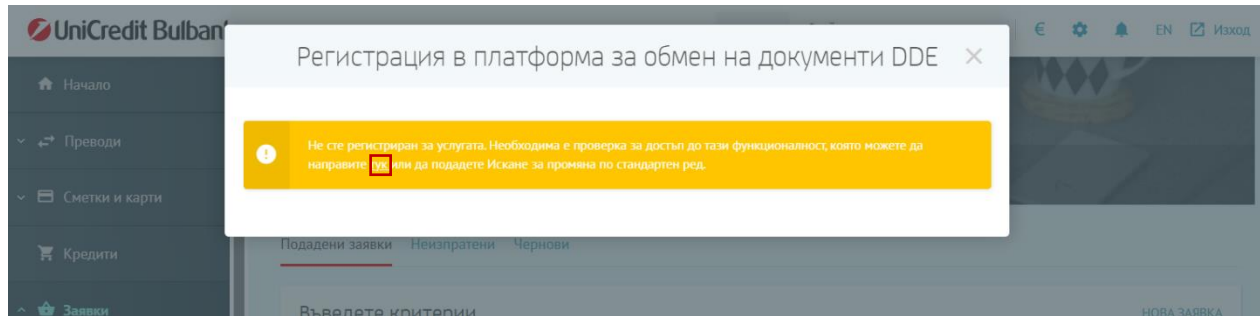 UniCredit Bulban
€ EN Изход
Регистрация в платформа за обмен на документи DDE
Начало
Преводи
Не сте регистриран за услугата. Необходима е проверка за достъп до тази функционалност, която можете да
направите тук или да подадете Искане за промяна по стандартен ред.
Сметки и карти
Кредити
Подадени заявки Неизпратени Чернови
Заявки
Въведете критерии
НОВА ЗАЯВКА